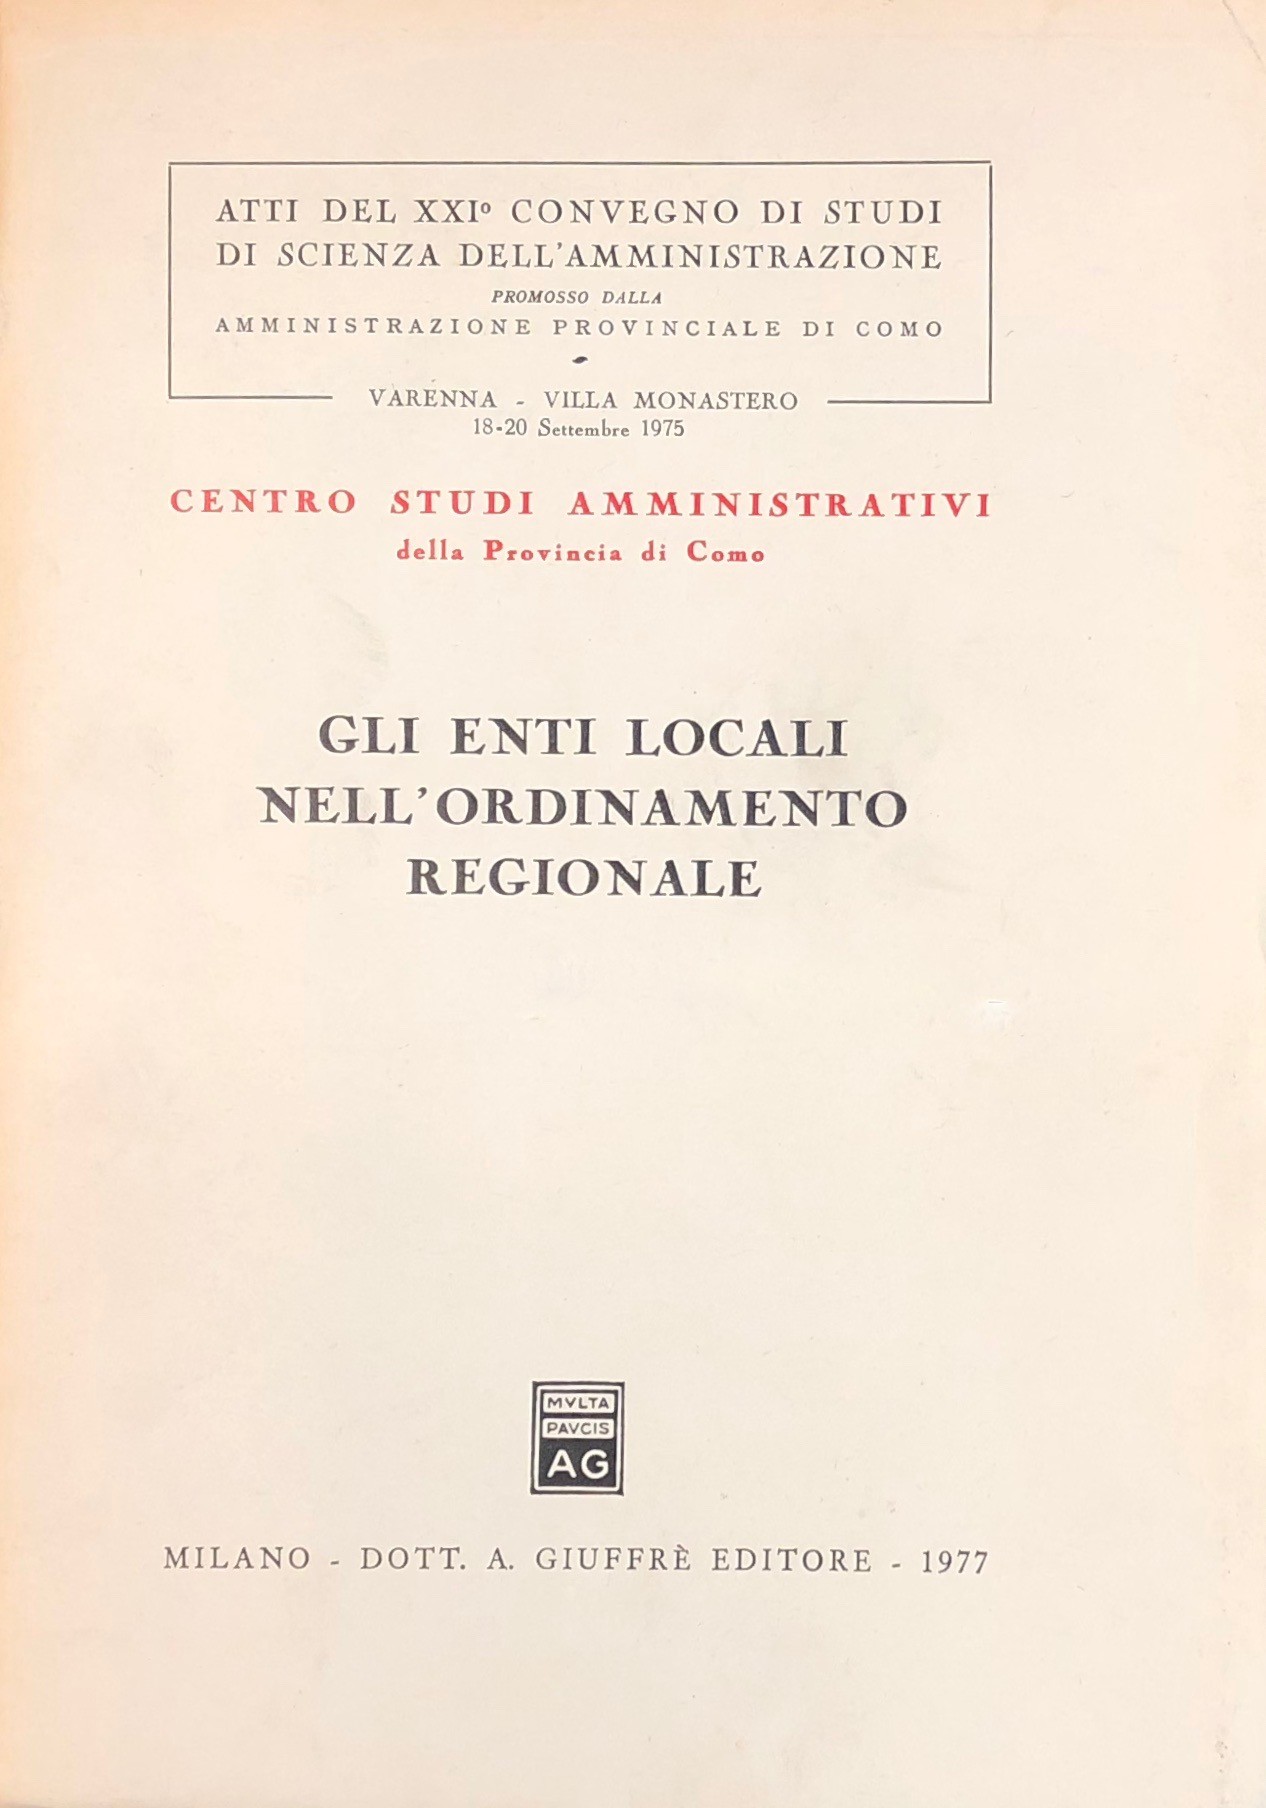 ATTI DEL XXIº CONVEGNO DI STUDI
DI SCIENZA DELL'AMMINISTRAZIONE
PROMOSSO DALLA
AMMINISTRAZIONE PROVINCIALE DI COMO
VARENNA - VILLA MONASTERO
18-20 Settembre 1975
CENTRO STUDI AMMINISTRATIVI
della Provincia di Como
GLI ENTI LOCALI
NELL'ORDINAMENTO
REGIONALE
MVLTA
PAVCIS
AG
MILANO - DOTT. A. GIUFFRÈ EDITORE - 1977